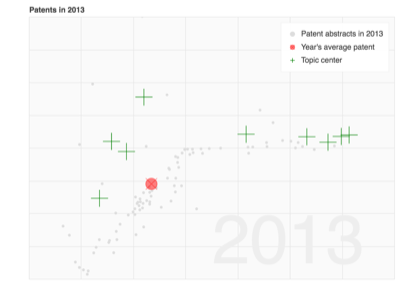 Patents in 2013
Patent abstracts in 2013
Year's average patent
Topic center
2013